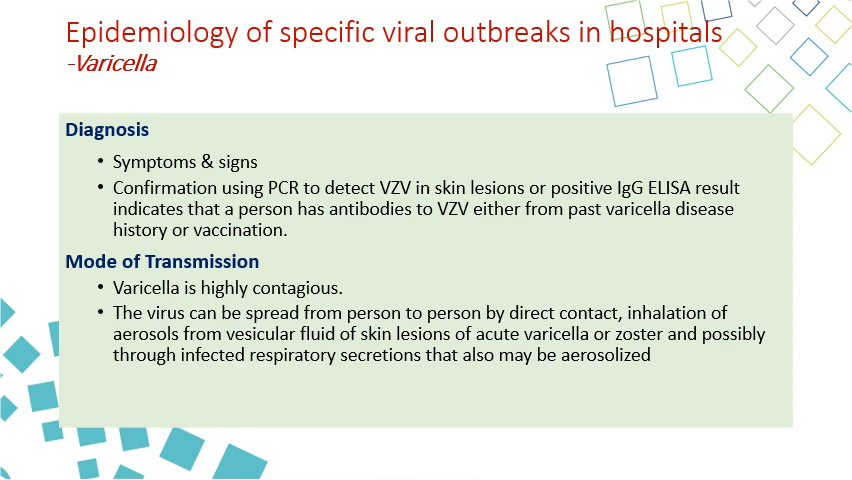 Epidemiology of specific viral outbreaks in hospitals
-Varicella
Diagnosis
• Symptoms & signs
• Confirmation using PCR to detect VZV in skin lesions or positive IgG ELISA result
indicates that a person has antibodies to VZV either from past varicella disease
history or vaccination.
Mode of Transmission
• Varicella is highly contagious.
• The virus can be spread from person to person by direct contact, inhalation of
aerosols from vesicular fluid of skin lesions of acute varicella or zoster and possibly
through infected respiratory secretions that also may be aerosolized